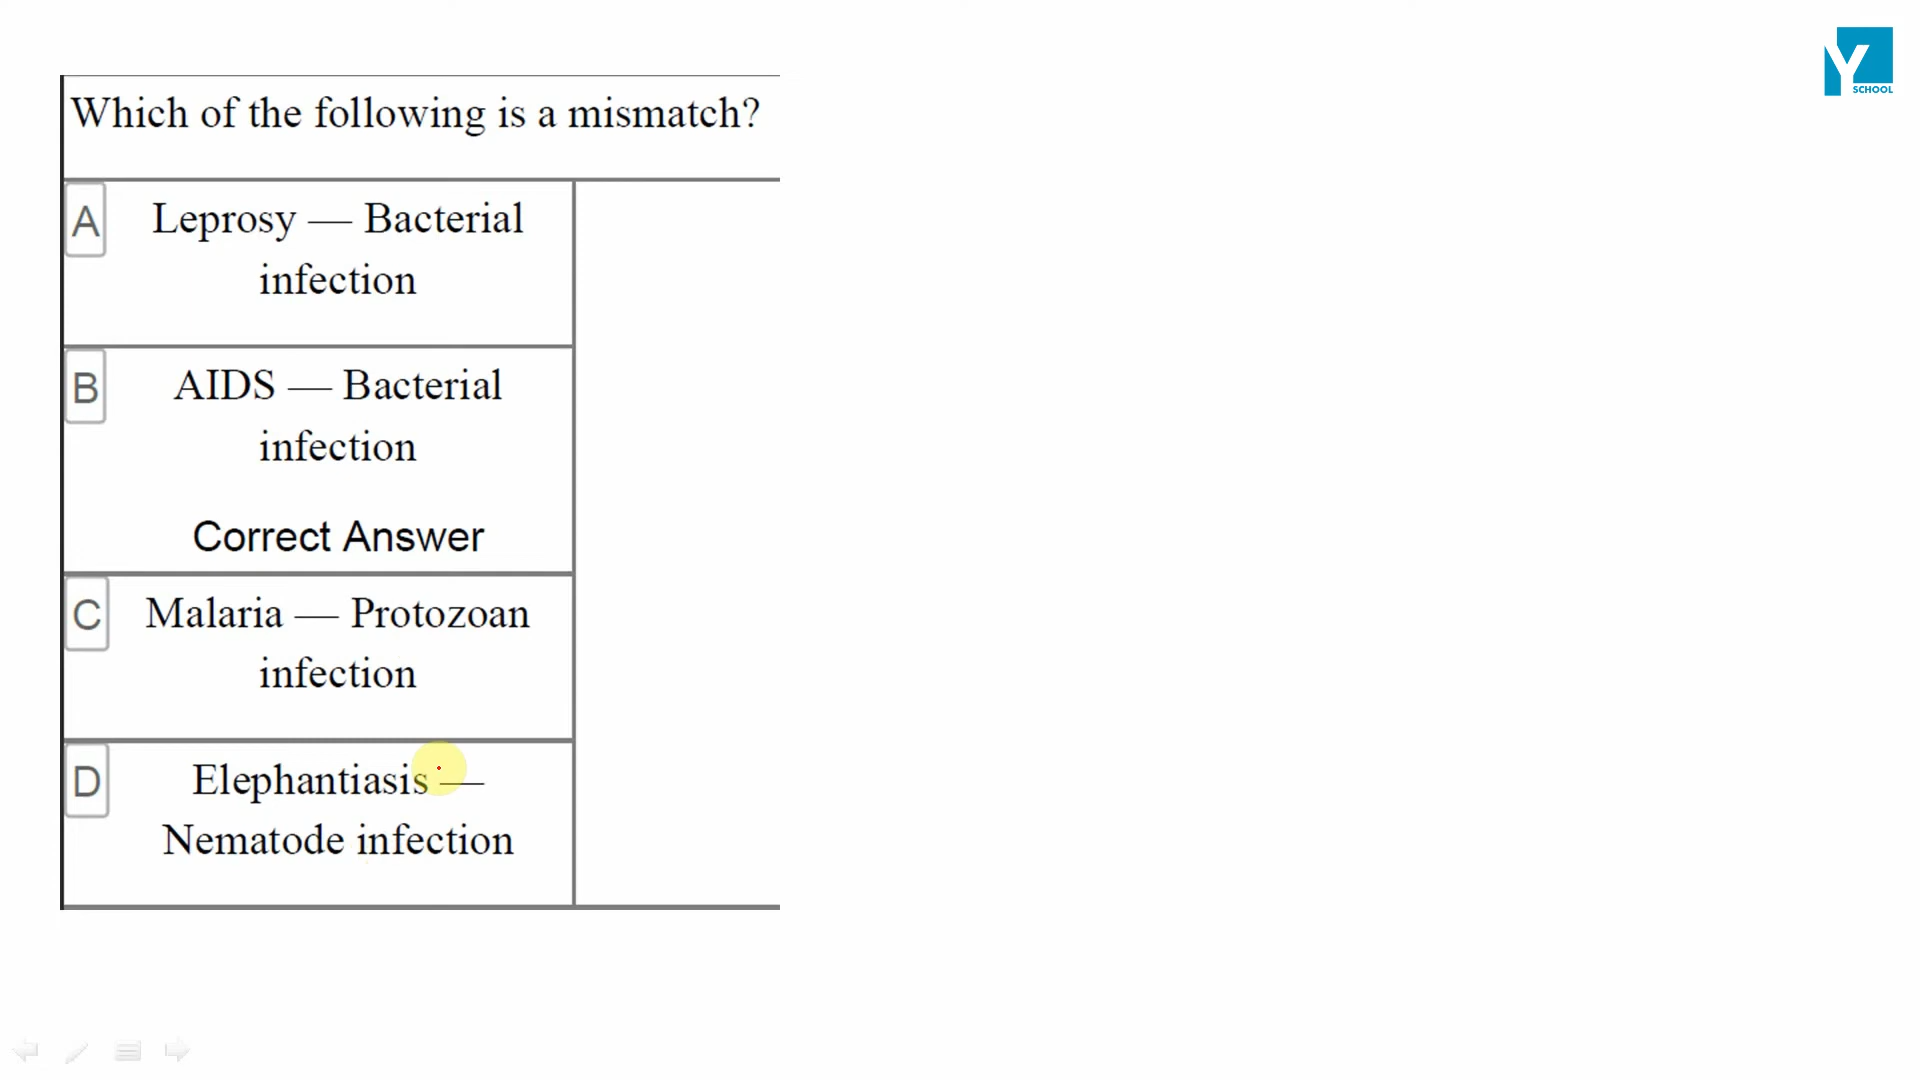 Y
SCHOOL
Which of the following is a mismatch?
A
Leprosy — Bacterial
infection
B
AIDS — Bacterial
infection
Correct Answer
C
Malaria — Protozoan
infection
D
Elephantiasis —
Nematode infection